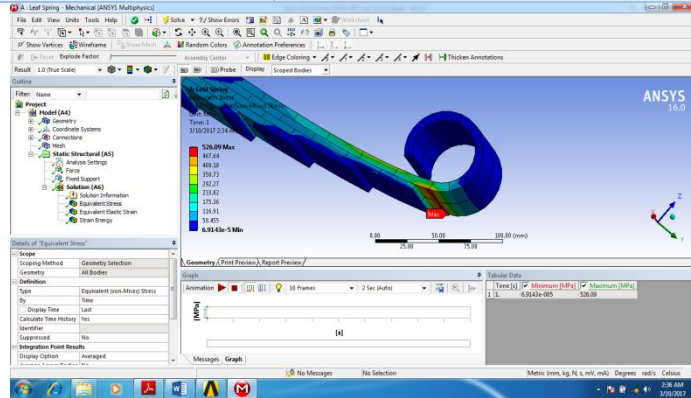 A : Leaf Spring - Mechanical [ANSYS Multiphysics]
File Edit View Units Tools Help Solve ?/Show Errors Worksheet
Show Vertices Wireframe Show Mesh Random Colors Annotation Preferences
Reset Explode Factor: Assembly Center Edge Coloring Thicken Annotations
Result 1.0 (True Scale) Probe Display Scoped Bodies
Outline
Filter: Name
Project
Model (A4)
Geometry
Coordinate Systems
Connections
Mesh
Static Structural (A5)
Analysis Settings
Force
Fixed Support
Solution (A6)
Solution Information
Equivalent Stress
Equivalent Elastic Strain
Strain Energy
A: Leaf Spring
Equivalent Stress
Time: 1
3/10/2017 2:34 AM
526.09 Max
467.64
409.18
350.73
292.27
233.82
175.36
116.91
58.455
6.9143e-5 Min
Max
ANSYS
16.0
0.00 50.00 100.00 (mm)
25.00 75.00
Z
Y
Geometry Print Preview Report Preview
Details of "Equivalent Stress"
Scope
Scoping Method Geometry Selection
Geometry All Bodies
Definition
Type Equivalent (von-Mises) Stress
By Time
Display Time Last
Calculate Time History Yes
Identifier
Suppressed No
Integration Point Results
Display Option Averaged
Graph
Animation 10 Frames 2 Sec (Auto)
[MPa]
[s]
Messages Graph
Tabular Data
Time [s] Minimum [MPa] Maximum [MPa]
1 1. 6.9143e-005 526.09
No Messages No Selection Metric (mm, kg, N, s, mV, mA) Degrees rad/s Celsius
2:36 AM
3/10/2017